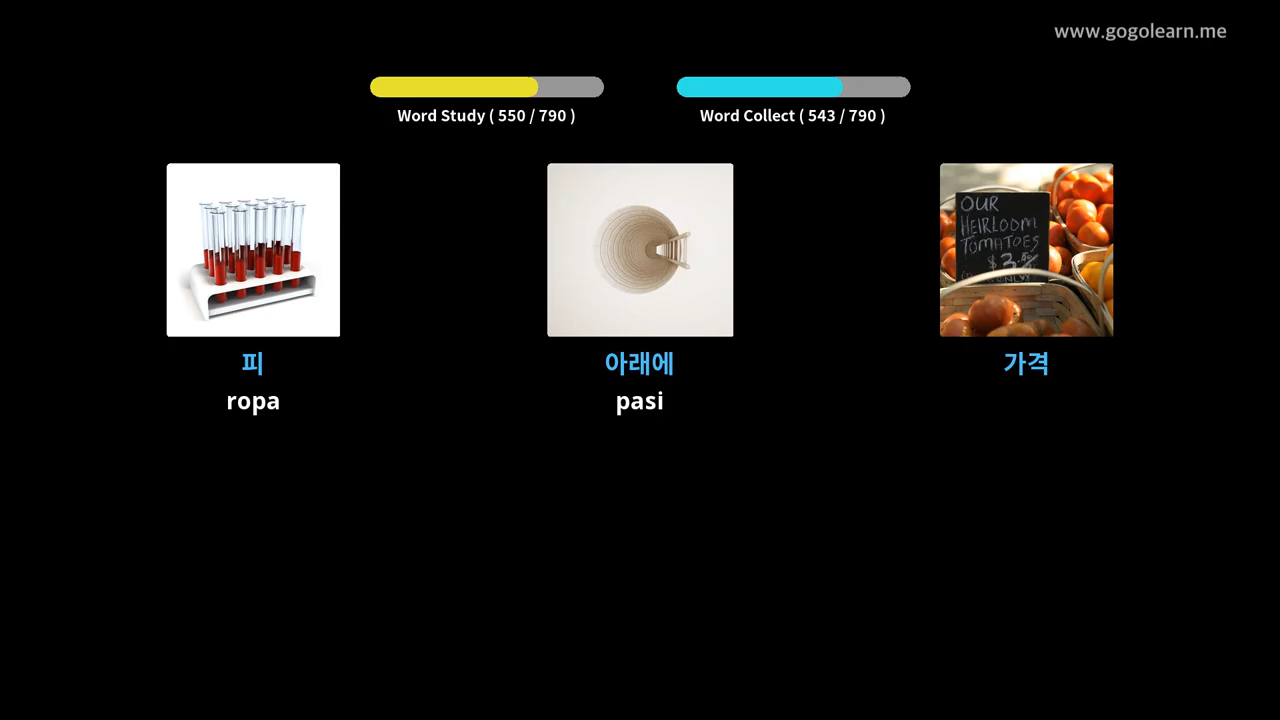 www.gogolearn.me
Word Study ( 550 / 790 )
Word Collect ( 543 / 790 )
OUR
HEIRLOOM
TOMATOES
피
아래에
가격
ropa
pasi